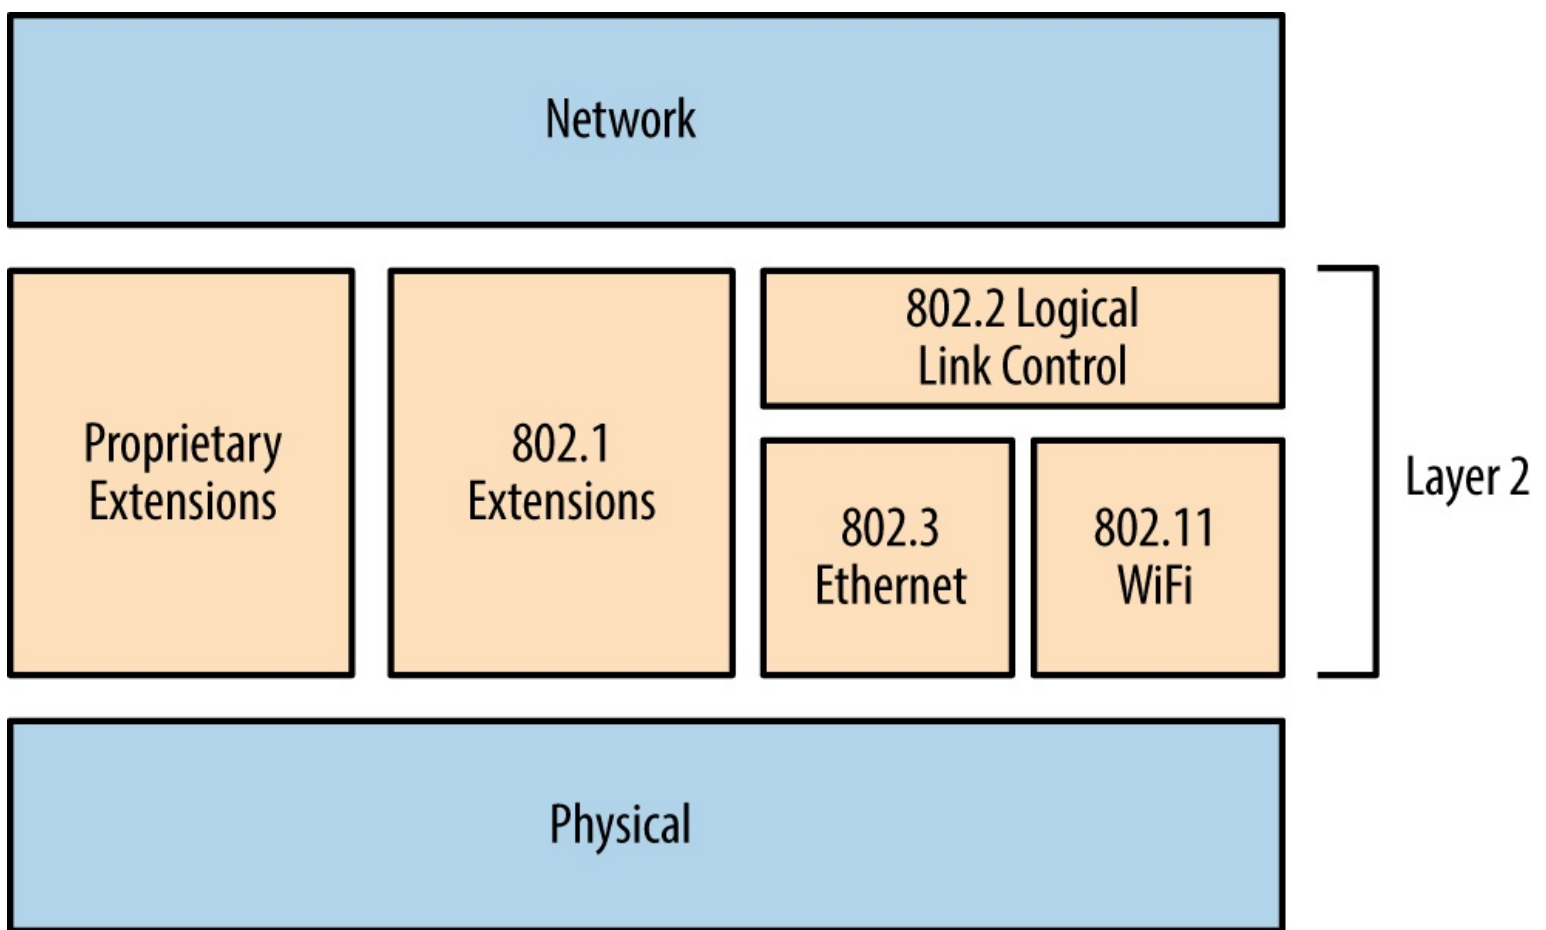 Network
Proprietary
Extensions
802.1
Extensions
802.2 Logical
Link Control
802.3
Ethernet
802.11
WiFi
Layer 2
Physical